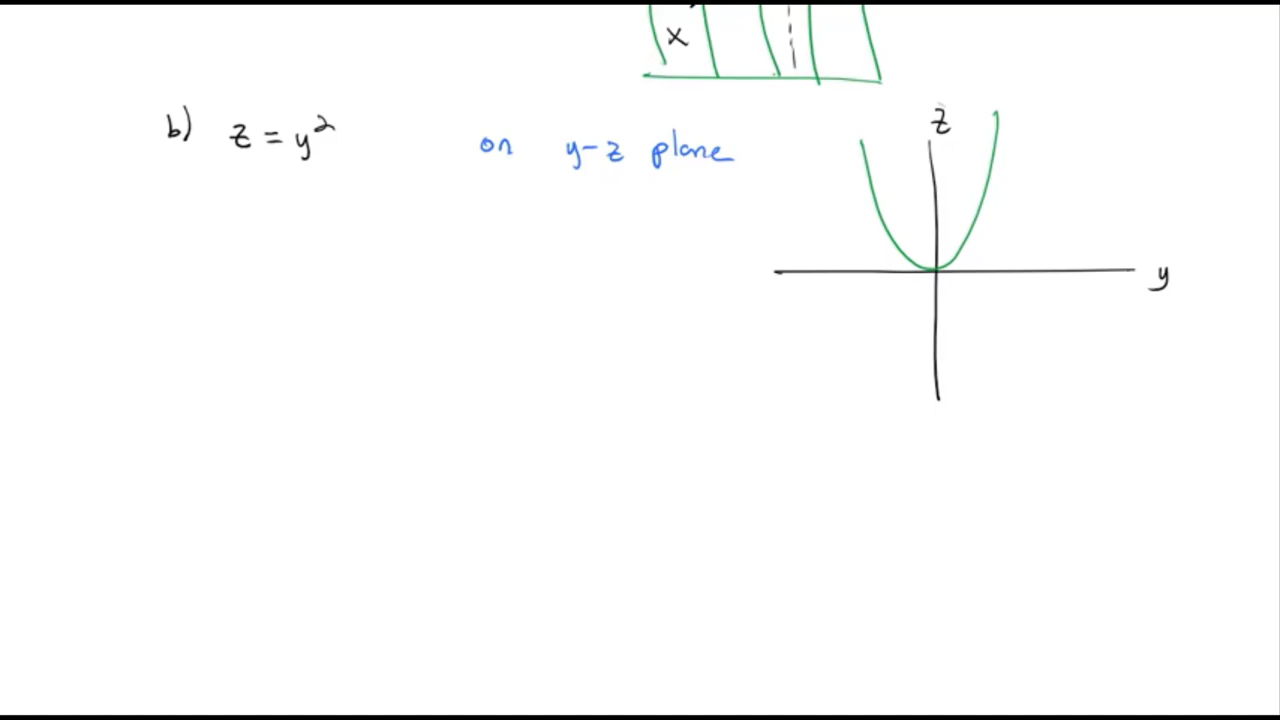 x
b) z = y² on y-z plane
z
y